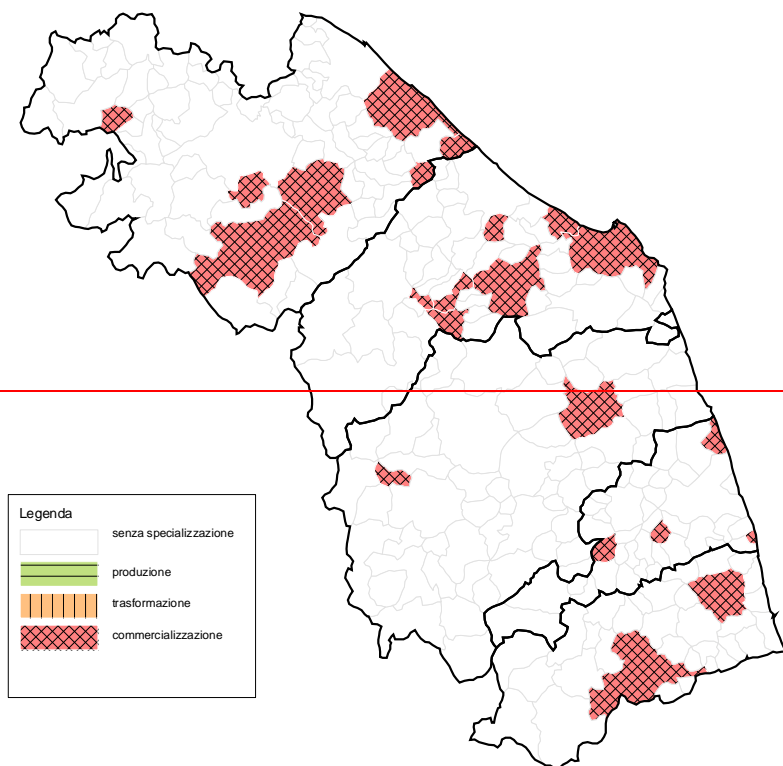 Legenda
senza specializzazione
produzione
trasformazione
commercializzazione